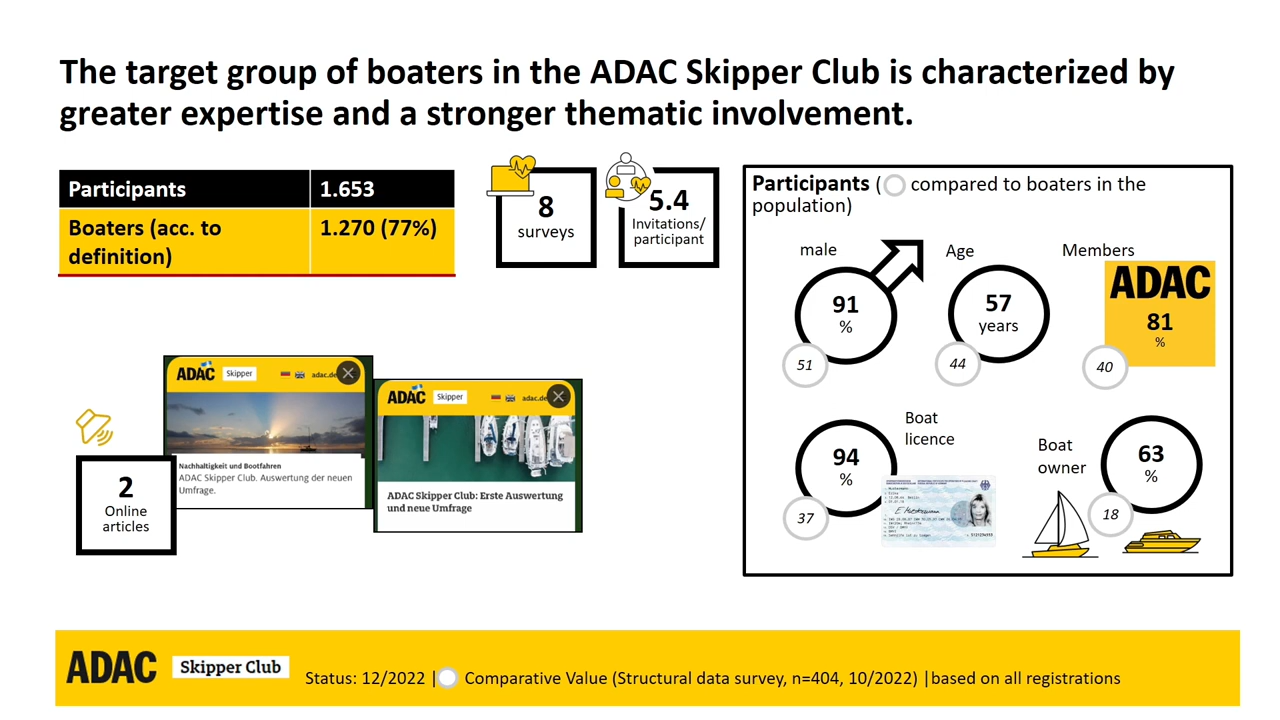 The target group of boaters in the ADAC Skipper Club is characterized by
greater expertise and a stronger thematic involvement.
Participants 1.653
Boaters (acc. to definition) 1.270 (77%)
8
surveys
5.4
Invitations/
participant
Participants ( compared to boaters in the
population)
male
91
%
51
Age
57
years
44
Members
ADAC
81
%
40
Boat
licence
94
%
37
E. Mustermann
Boat
owner
63
%
18
2
Online
articles
ADAC Skipper adac.de
Nachhaltigkeit und Bootfahren
ADAC Skipper Club. Auswertung der neuen
Umfrage.
ADAC Skipper adac.de
ADAC Skipper Club: Erste Auswertung
und neue Umfrage
ADAC Skipper Club
Status: 12/2022 | Comparative Value (Structural data survey, n=404, 10/2022) |based on all registrations